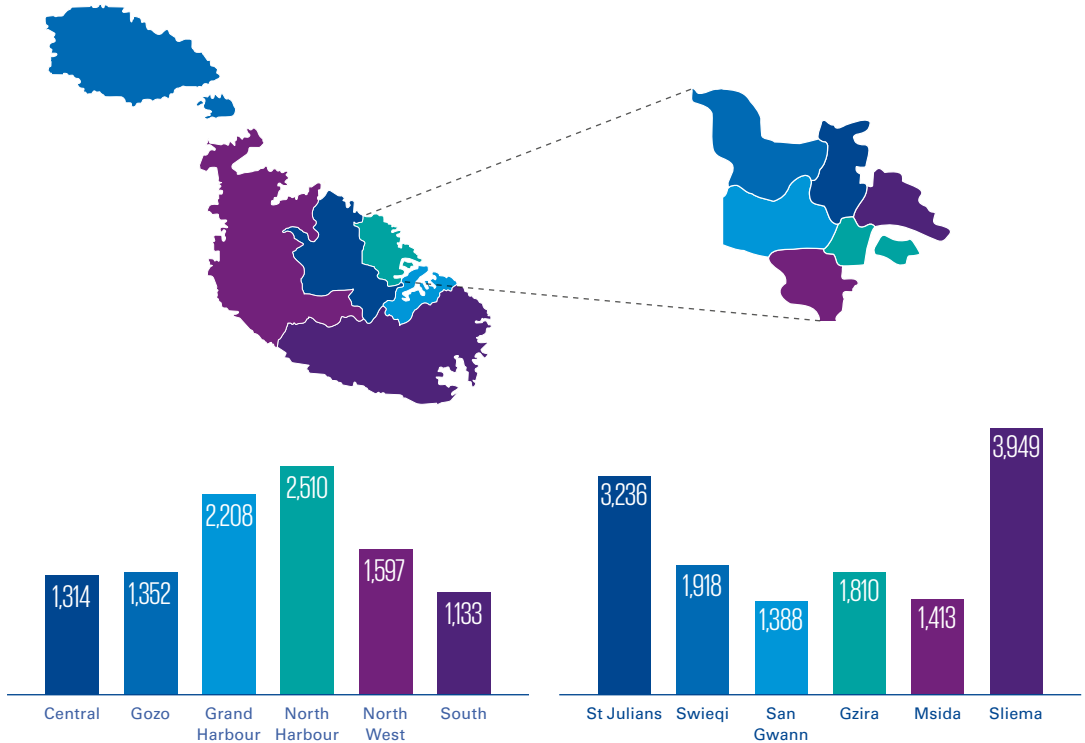 1,314
1,352
2,208
2,510
1,597
1,133
Central
Gozo
Grand
Harbour
North
Harbour
North
West
South
3,236
1,918
1,388
1,810
1,413
3,949
St Julians
Swieqi
San
Gwann
Gzira
Msida
Sliema